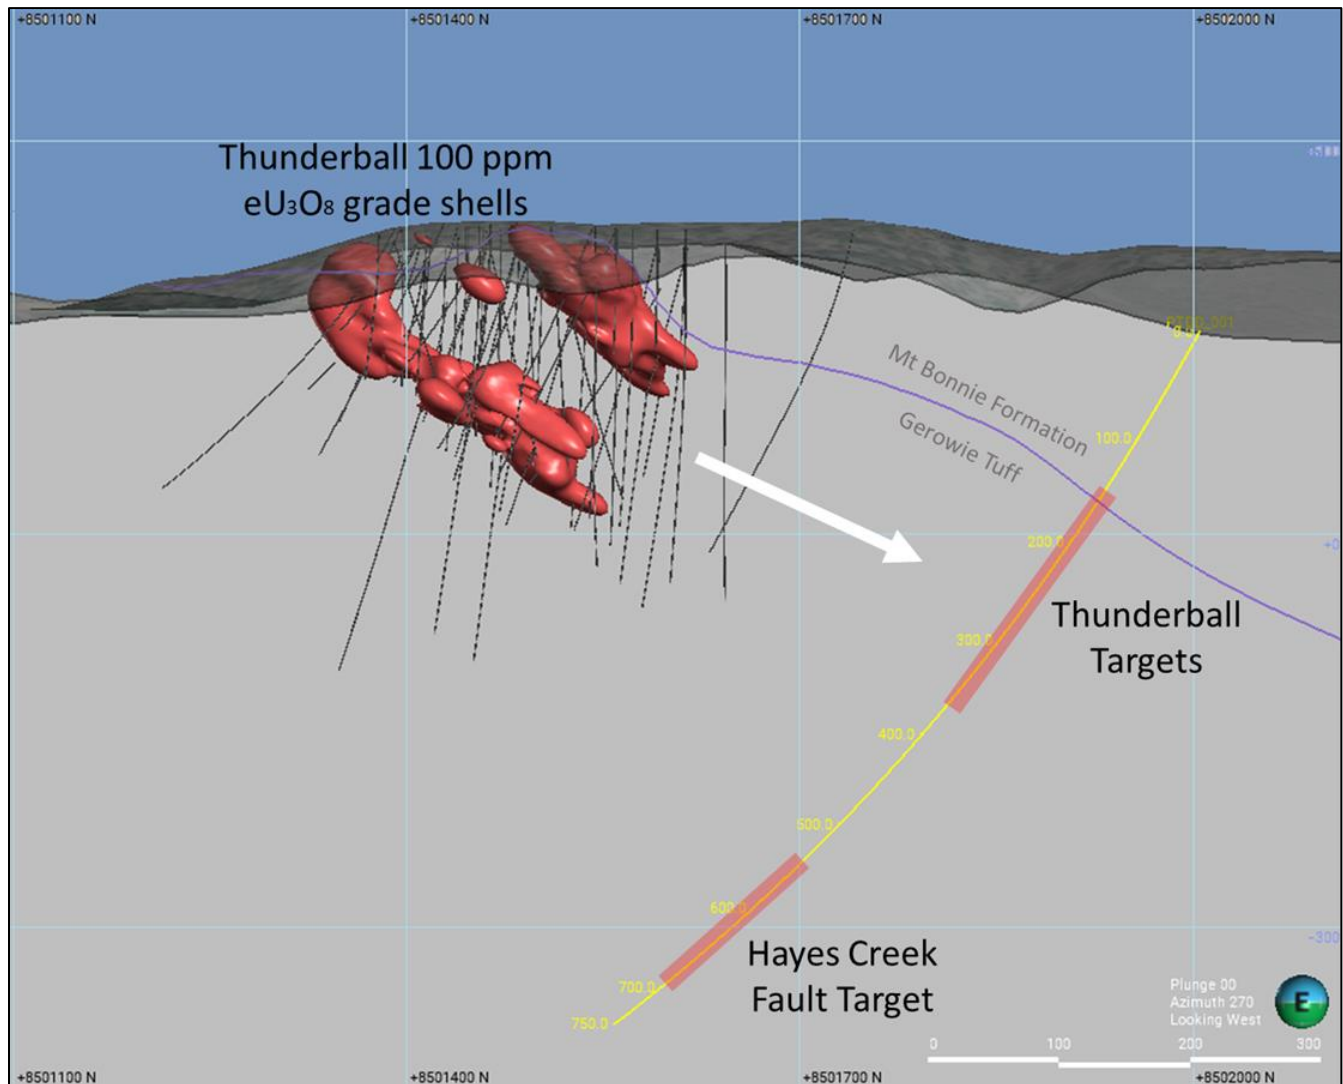 +8501100 N
+8501400 N
+8501700 N
+8502000 N
Thunderball 100 ppm
eU₃O₈ grade shells
Mt Bonnie Formation
Gerowie Tuff
100.0
200.0
+0
300.0
Thunderball
Targets
400.0
500.0
600.0
-300
Hayes Creek
Fault Target
700.0
750.0
Plunge 00
Azimuth 270
Looking West
E
0
100
200
300
+8501100 N
+8501400 N
+8501700 N
+8502000 N